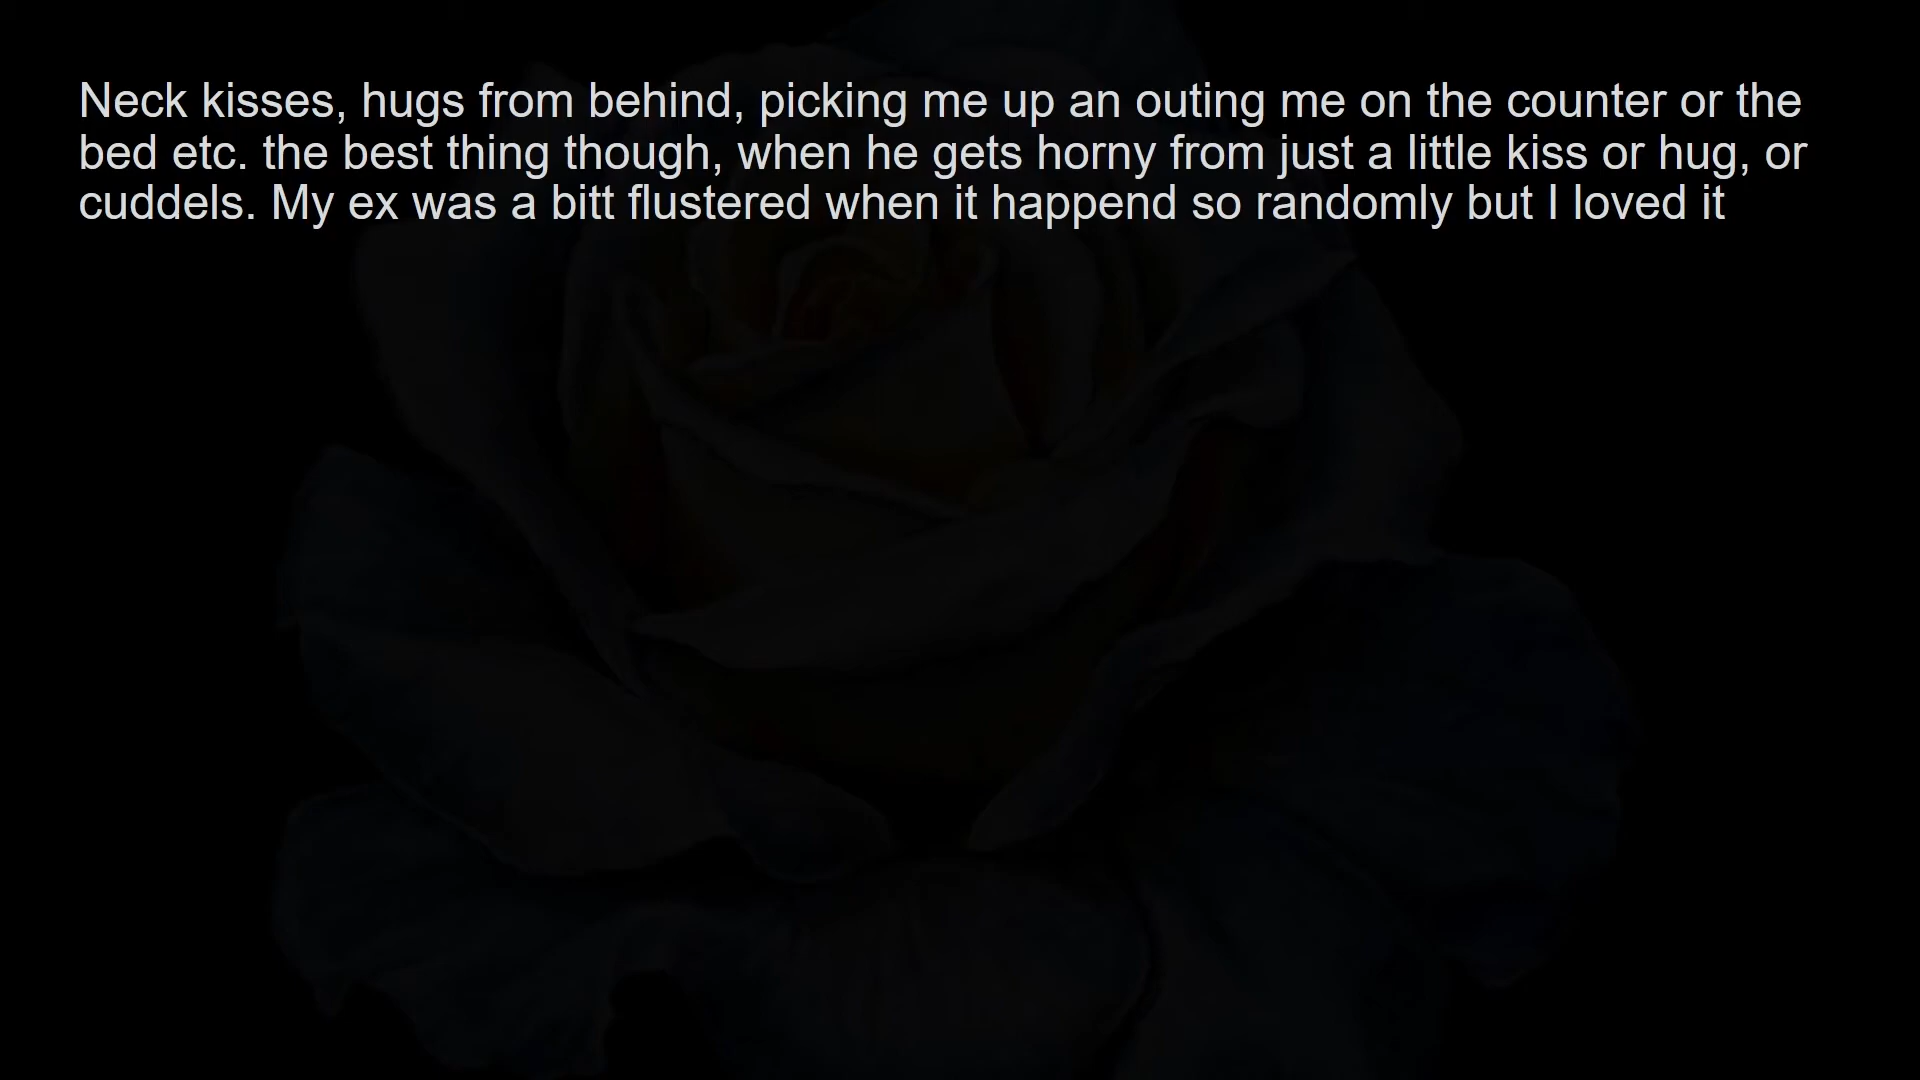 Neck kisses, hugs from behind, picking me up an outing me on the counter or the
bed etc. the best thing though, when he gets horny from just a little kiss or hug, or
cuddels. My ex was a bitt flustered when it happend so randomly but I loved it